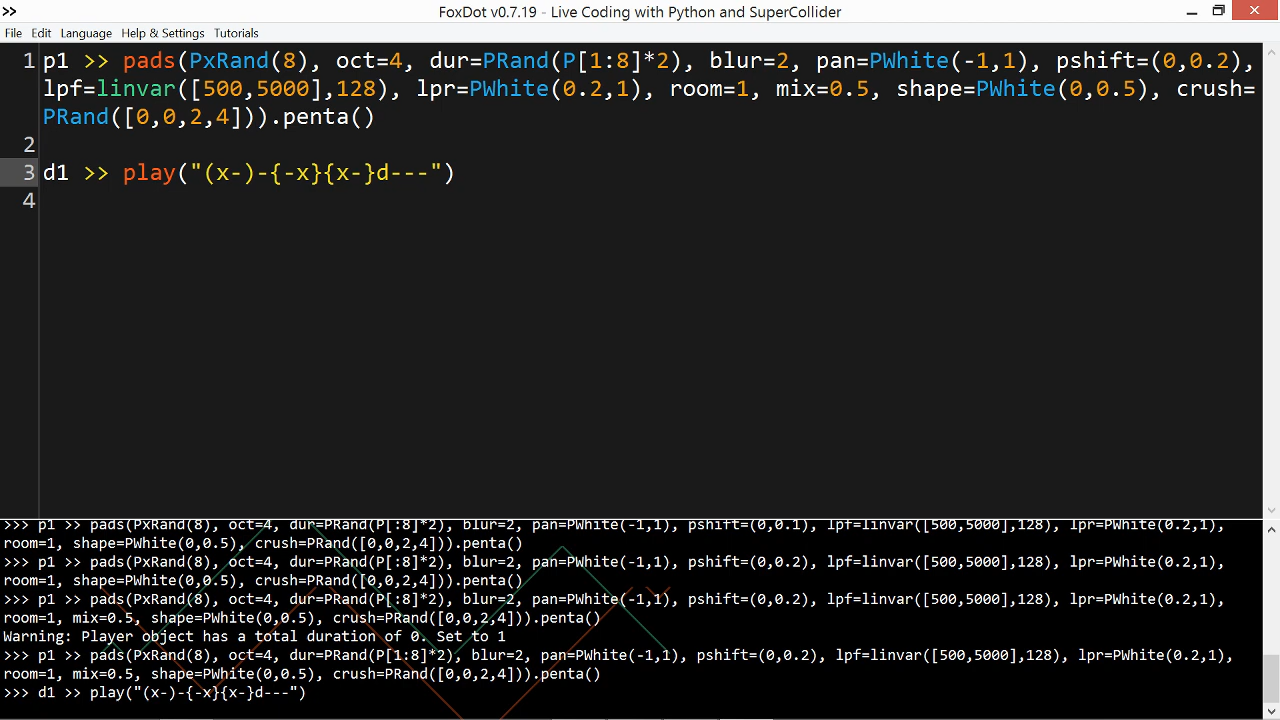 FoxDot v0.7.19 - Live Coding with Python and SuperCollider
File Edit Language Help & Settings Tutorials
1 p1 >> pads(PxRand(8), oct=4, dur=PRand(P[1:8]*2), blur=2, pan=PWhite(-1,1), pshift=(0,0.2),
lpf=linvar([500,5000],128), lpr=PWhite(0.2,1), room=1, mix=0.5, shape=PWhite(0,0.5), crush=
PRand([0,0,2,4])).penta()
2
3 d1 >> play("(x-)-{-x}{x-}d---")
4
>>> p1 >> pads(PxRand(8), oct=4, dur=PRand(P[:8]*2), blur=2, pan=PWhite(-1,1), pshift=(0,0.1), lpf=linvar([500,5000],128), lpr=PWhite(0.2,1),
room=1, shape=PWhite(0,0.5), crush=PRand([0,0,2,4])).penta()
>>> p1 >> pads(PxRand(8), oct=4, dur=PRand(P[:8]*2), blur=2, pan=PWhite(-1,1), pshift=(0,0.2), lpf=linvar([500,5000],128), lpr=PWhite(0.2,1),
room=1, shape=PWhite(0,0.5), crush=PRand([0,0,2,4])).penta()
>>> p1 >> pads(PxRand(8), oct=4, dur=PRand(P[:8]*2), blur=2, pan=PWhite(-1,1), pshift=(0,0.2), lpf=linvar([500,5000],128), lpr=PWhite(0.2,1),
room=1, mix=0.5, shape=PWhite(0,0.5), crush=PRand([0,0,2,4])).penta()
Warning: Player object has a total duration of 0. Set to 1
>>> p1 >> pads(PxRand(8), oct=4, dur=PRand(P[1:8]*2), blur=2, pan=PWhite(-1,1), pshift=(0,0.2), lpf=linvar([500,5000],128), lpr=PWhite(0.2,1),
room=1, mix=0.5, shape=PWhite(0,0.5), crush=PRand([0,0,2,4])).penta()
>>> d1 >> play("(x-)-{-x}{x-}d---")